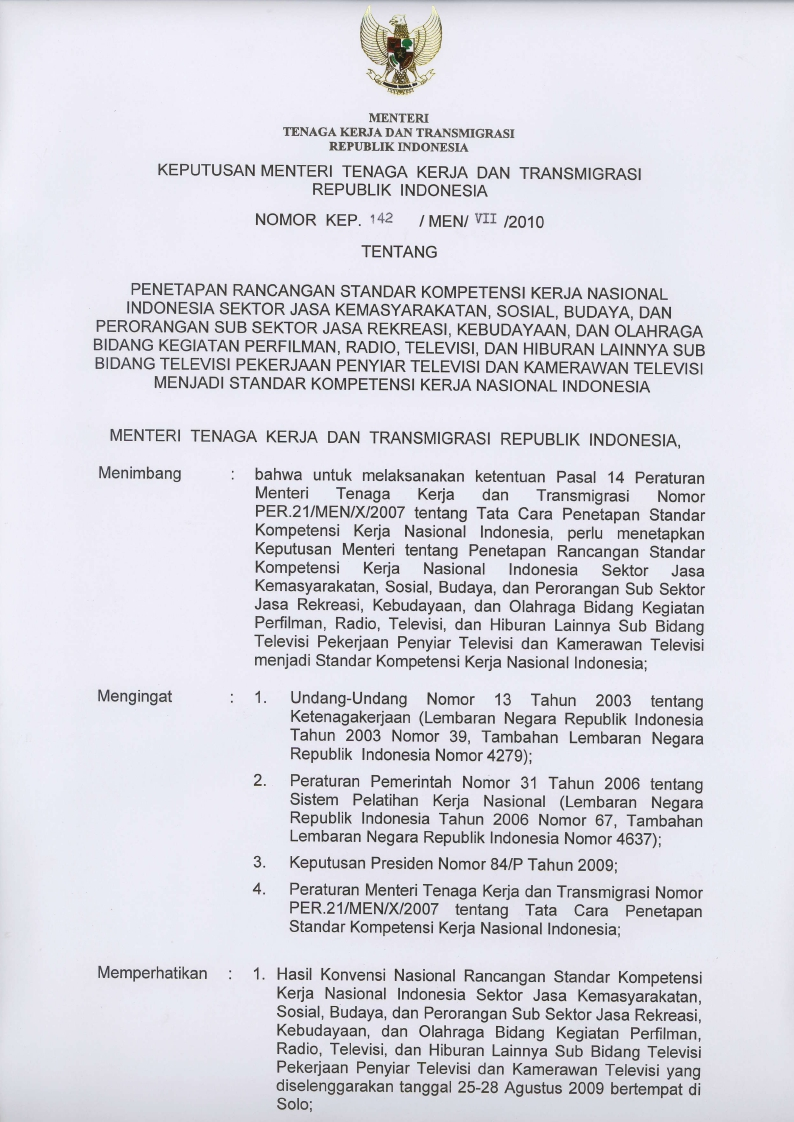 MENTERI
TENAGA KERJA DAN TRANSMIGRASI
REPUBLIK INDONESIA
KEPUTUSAN MENTERI TENAGA KERJA DAN TRANSMIGRASI
REPUBLIK INDONESIA
NOMOR KEP. 142 / MEN/ VII /2010
TENTANG
PENETAPAN RANCANGAN STANDAR KOMPETENSI KERJA NASIONAL
INDONESIA SEKTOR JASA KEMASYARAKATAN, SOSIAL, BUDAYA, DAN
PERORANGAN SUB SEKTOR JASA REKREASI, KEBUDAYAAN, DAN OLAHRAGA
BIDANG KEGIATAN PERFILMAN, RADIO, TELEVISI, DAN HIBURAN LAINNYA SUB
BIDANG TELEVISI PEKERJAAN PENYIAR TELEVISI DAN KAMERAWAN TELEVISI
MENJADI STANDAR KOMPETENSI KERJA NASIONAL INDONESIA
MENTERI TENAGA KERJA DAN TRANSMIGRASI REPUBLIK INDONESIA,
Menimbang : bahwa untuk melaksanakan ketentuan Pasal 14 Peraturan
Menteri Tenaga Kerja dan Transmigrasi Nomor
PER.21/MEN/X/2007 tentang Tata Cara Penetapan Standar
Kompetensi Kerja Nasional Indonesia, perlu menetapkan
Keputusan Menteri tentang Penetapan Rancangan Standar
Kompetensi Kerja Nasional Indonesia Sektor Jasa
Kemasyarakatan, Sosial, Budaya, dan Perorangan Sub Sektor
Jasa Rekreasi, Kebudayaan, dan Olahraga Bidang Kegiatan
Perfilman, Radio, Televisi, dan Hiburan Lainnya Sub Bidang
Televisi Pekerjaan Penyiar Televisi dan Kamerawan Televisi
menjadi Standar Kompetensi Kerja Nasional Indonesia;
Mengingat : 1. Undang-Undang Nomor 13 Tahun 2003 tentang
Ketenagakerjaan (Lembaran Negara Republik Indonesia
Tahun 2003 Nomor 39, Tambahan Lembaran Negara
Republik Indonesia Nomor 4279);
2. Peraturan Pemerintah Nomor 31 Tahun 2006 tentang
Sistem Pelatihan Kerja Nasional (Lembaran Negara
Republik Indonesia Tahun 2006 Nomor 67, Tambahan
Lembaran Negara Republik Indonesia Nomor 4637);
3. Keputusan Presiden Nomor 84/P Tahun 2009;
4. Peraturan Menteri Tenaga Kerja dan Transmigrasi Nomor
PER.21/MEN/X/2007 tentang Tata Cara Penetapan
Standar Kompetensi Kerja Nasional Indonesia;
Memperhatikan : 1. Hasil Konvensi Nasional Rancangan Standar Kompetensi
Kerja Nasional Indonesia Sektor Jasa Kemasyarakatan,
Sosial, Budaya, dan Perorangan Sub Sektor Jasa Rekreasi,
Kebudayaan, dan Olahraga Bidang Kegiatan Perfilman,
Radio, Televisi, dan Hiburan Lainnya Sub Bidang Televisi
Pekerjaan Penyiar Televisi dan Kamerawan Televisi yang
diselenggarakan tanggal 25-28 Agustus 2009 bertempat di
Solo;